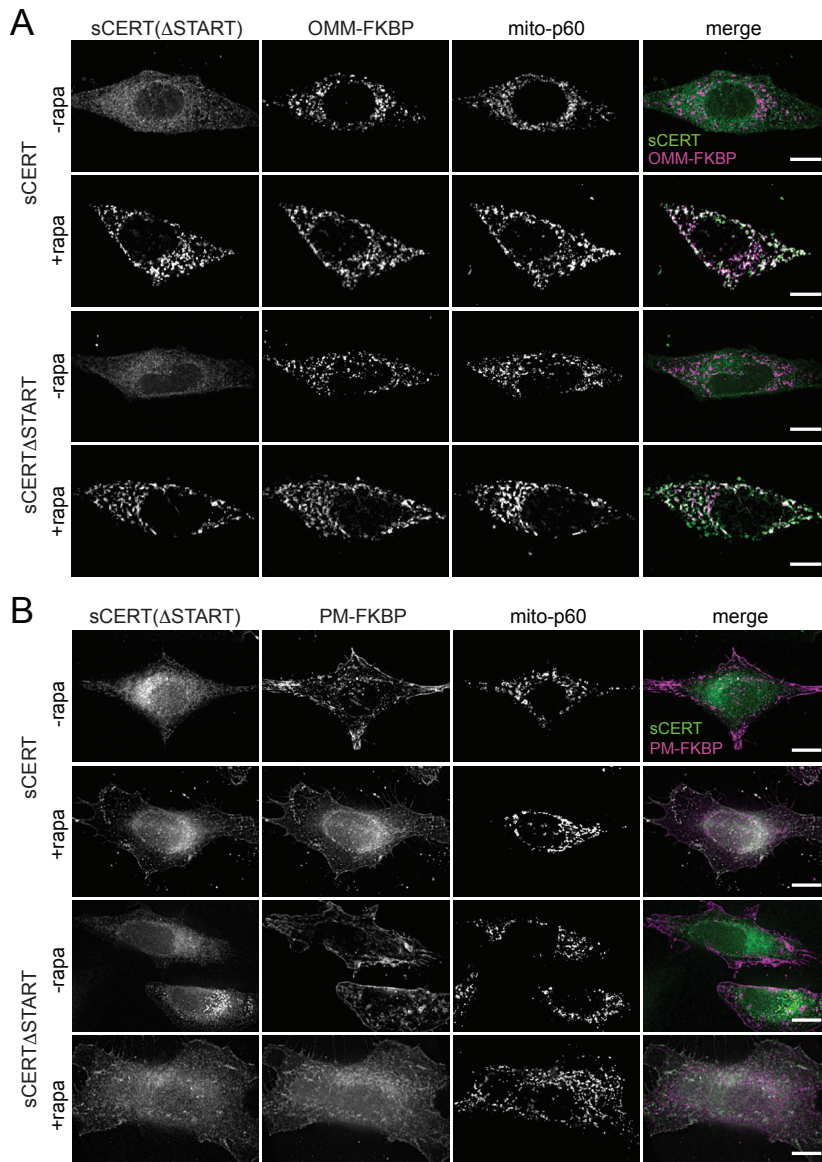 A
sCERT(ΔSTART) OMM-FKBP mito-p60 merge
sCERT
-rapa
sCERT
OMM-FKBP
+rapa
sCERTΔSTART
-rapa
+rapa
B
sCERT(ΔSTART) PM-FKBP mito-p60 merge
sCERT
-rapa
sCERT
PM-FKBP
+rapa
sCERTΔSTART
-rapa
+rapa